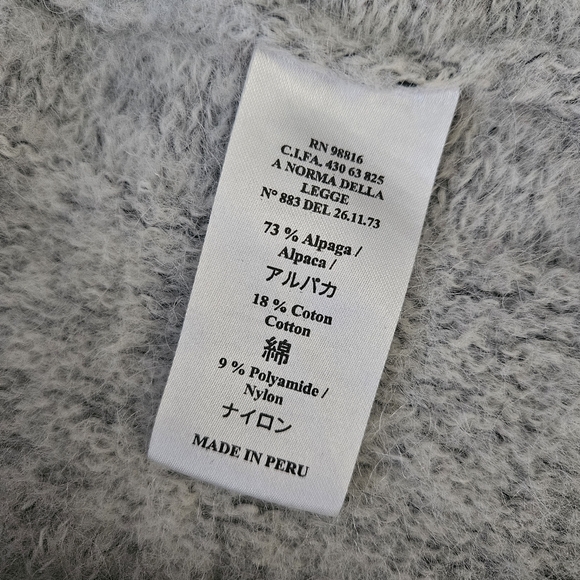 RN 98816
C.I.F.A. 430 63 825
A NORMA DELLA
LEGGE
N° 883 DEL 26.11.73
73 % Alpaga /
Alpaca /
アルパカ
18 % Coton
Cotton
綿
9 % Polyamide /
Nylon
ナイロン
MADE IN PERU